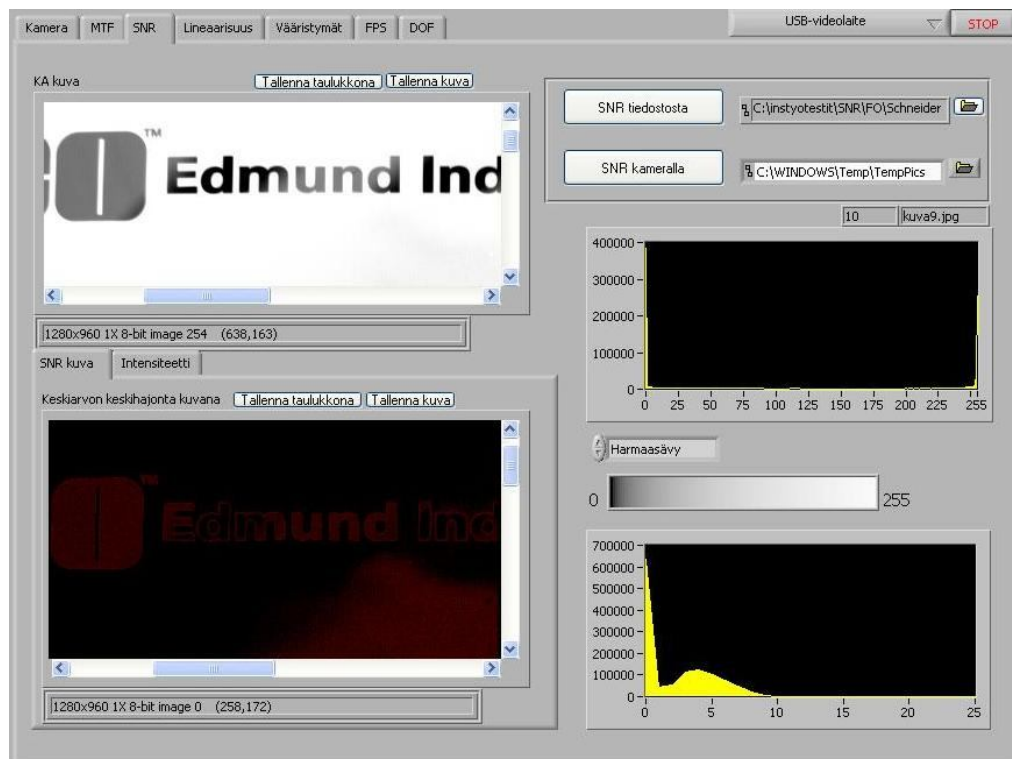 Kamera MTF SNR Lineaarisuus Vääristymät FPS DOF
USB-videolaite STOP
KA kuva Tallenna taulukkona Tallenna kuva
TM
Edmund Ind
1280x960 1X 8-bit image 254 (638,163)
SNR tiedostosta C:\instyotestit\SNR\FO\Schneider
SNR kameralla C:\WINDOWS\Temp\TempPics
10 kuva9.jpg
400000
300000
200000
100000
0
0 25 50 75 100 125 150 175 200 225 255
SNR kuva Intensiteetti
Keskiarvon keskihajonta kuvana Tallenna taulukkona Tallenna kuva
TM
Edmund Ind
1280x960 1X 8-bit image 0 (258,172)
Harmaasävy
0 255
700000
600000
500000
400000
300000
200000
100000
0
0 5 10 15 20 25